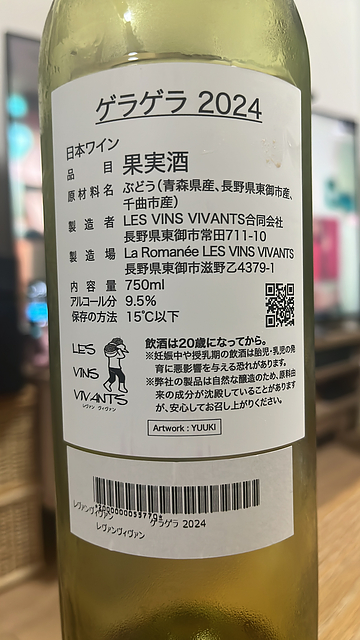 ゲラゲラ 2024
日本ワイン
品目 果実酒
原材料名 ぶどう（青森県産、長野県東御市産、
千曲市産）
製造者 LES VINS VIVANTS合同会社
長野県東御市常田711-10
製造場 La Romanée LES VINS VIVANTS
長野県東御市滋野乙4379-1
内容量 750ml
アルコール分 9.5%
保存の方法 15℃以下
LES
VINS
VIVANTS
レヴァン ヴィヴァン
飲酒は20歳になってから。
※妊娠中や授乳期の飲酒は胎児・乳児の発
育に悪影響を与える恐れがあります。
※弊社の製品は自然な醸造のため、原料由
来の成分が沈殿していることがあります
が、安心してお召し上がりください。
Artwork : YUUKI
レヴァンヴィヴァン
ゲラゲラ 2024
レヴァンヴィヴァン